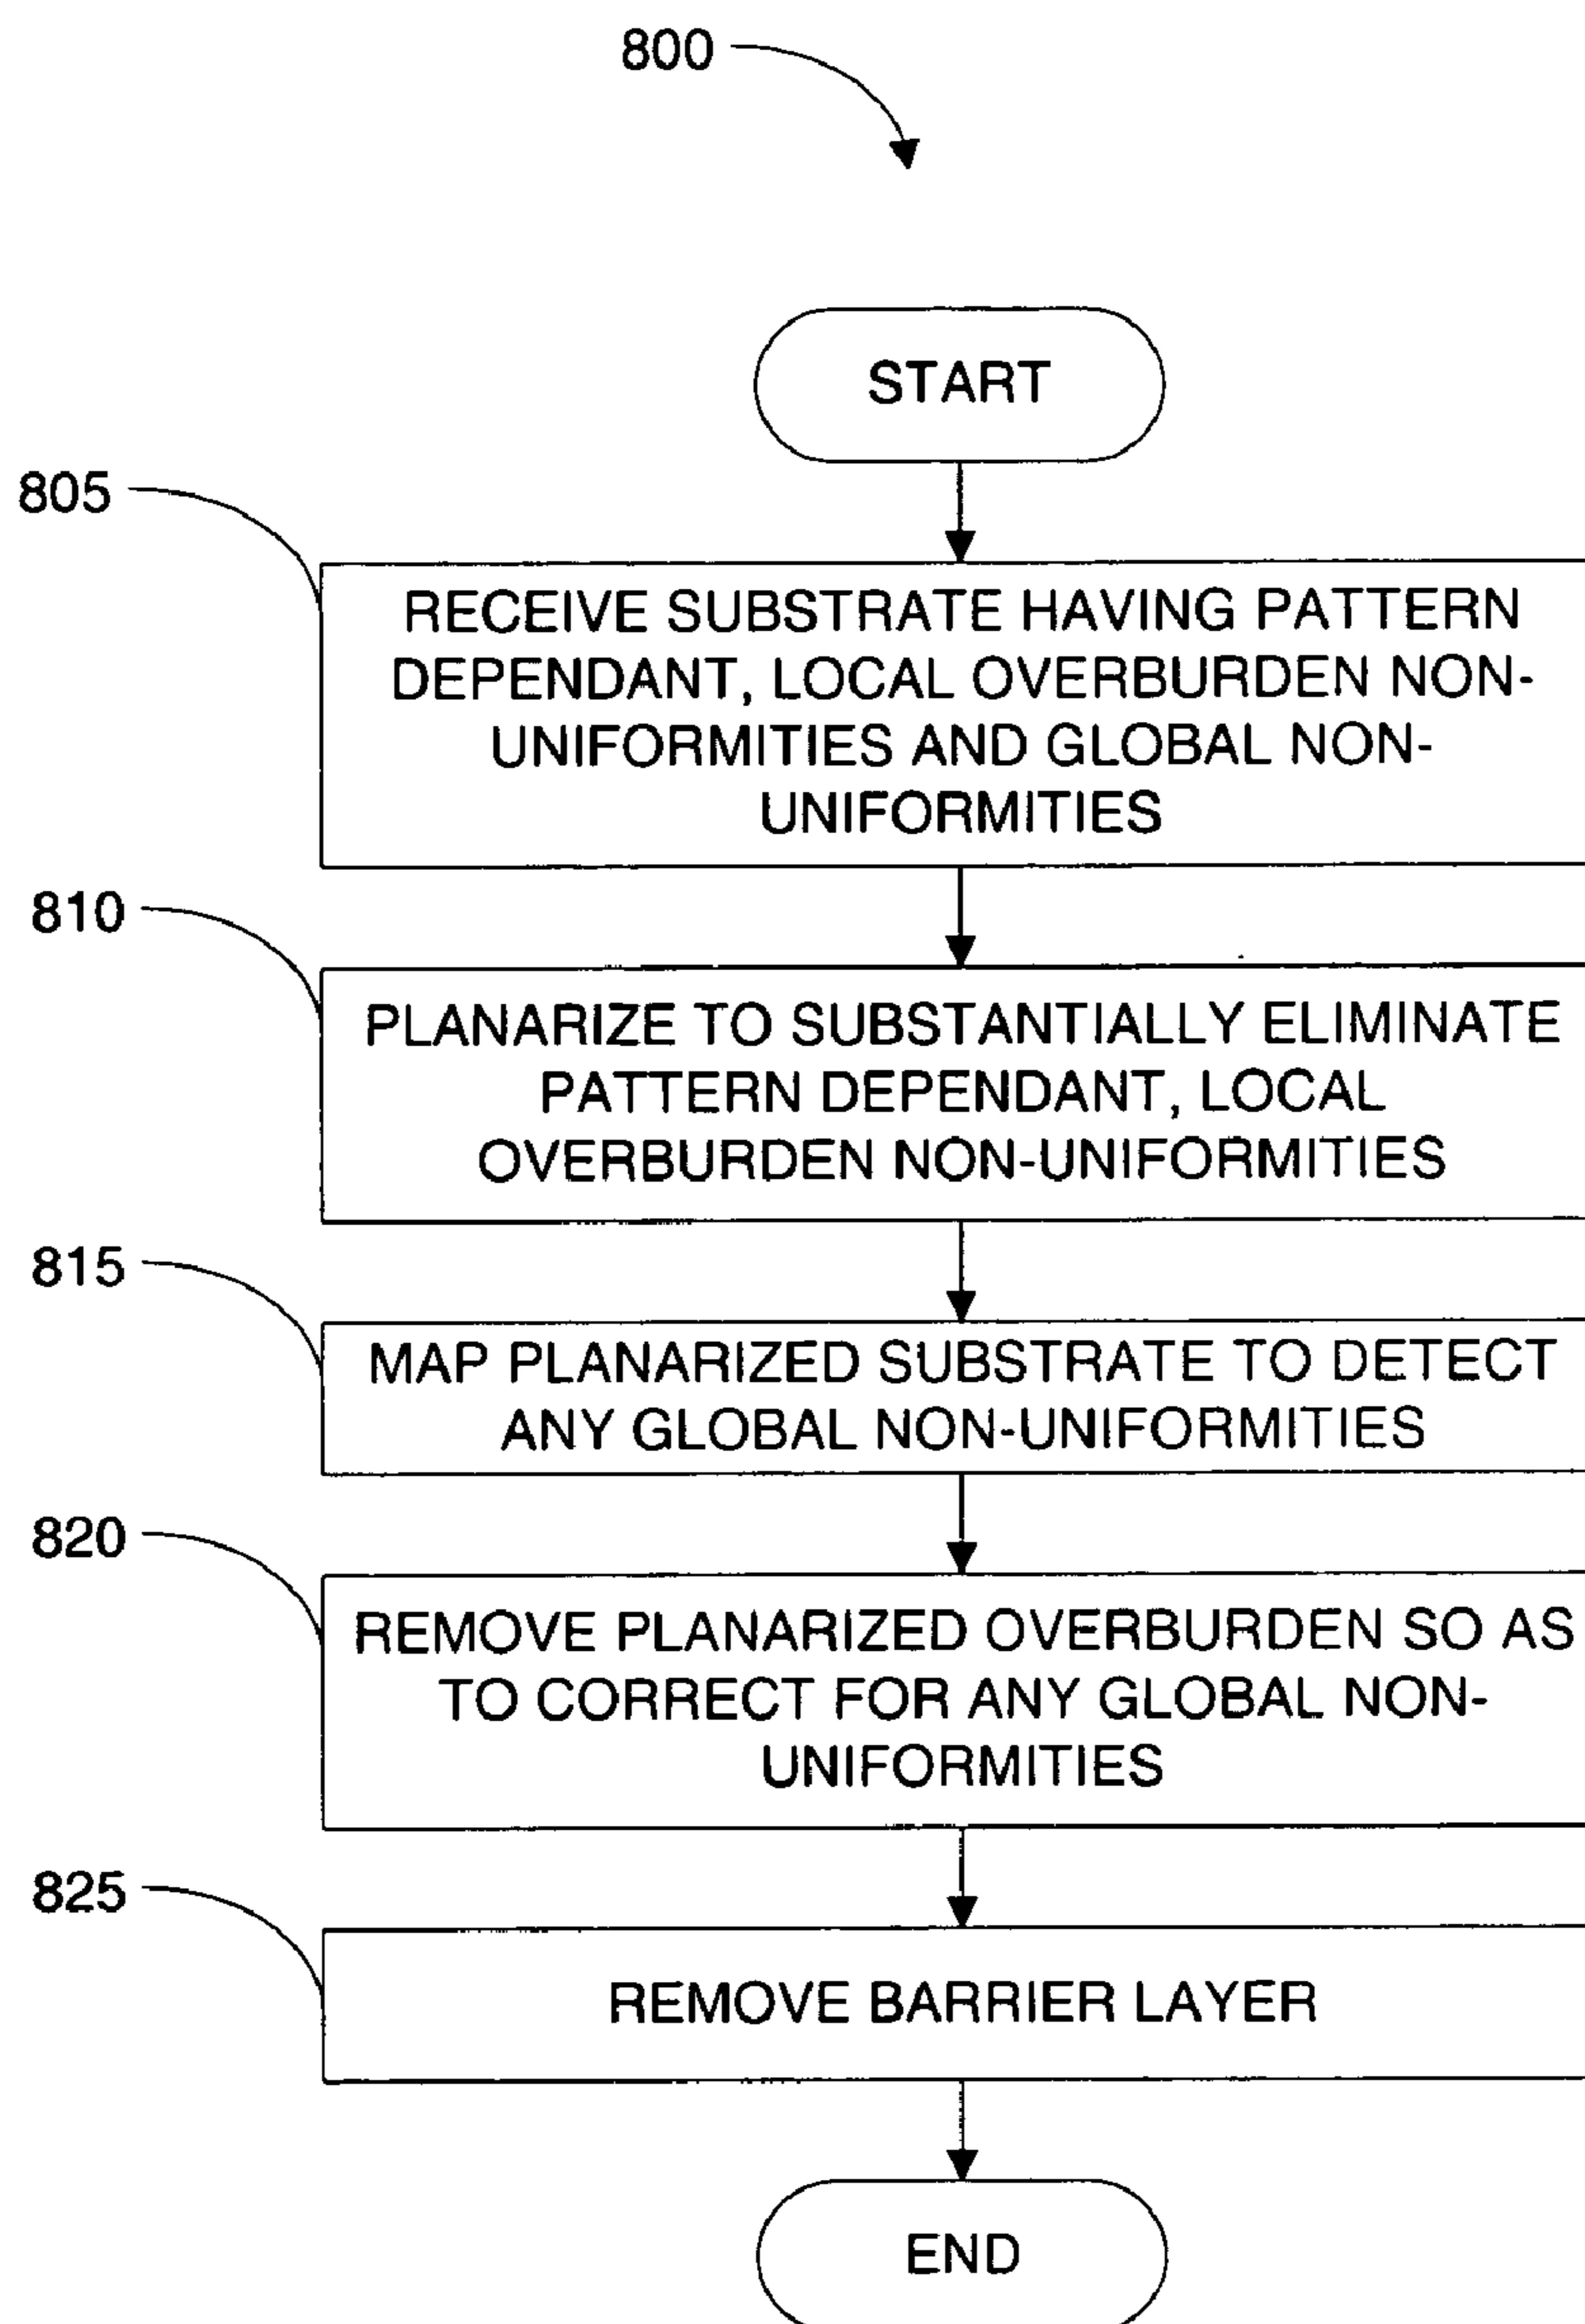 800
START
805
RECEIVE SUBSTRATE HAVING PATTERN
DEPENDANT, LOCAL OVERBURDEN NON-
UNIFORMITIES AND GLOBAL NON-
UNIFORMITIES
810
PLANARIZE TO SUBSTANTIALLY ELIMINATE
PATTERN DEPENDANT, LOCAL
OVERBURDEN NON-UNIFORMITIES
815
MAP PLANARIZED SUBSTRATE TO DETECT
ANY GLOBAL NON-UNIFORMITIES
820
REMOVE PLANARIZED OVERBURDEN SO AS
TO CORRECT FOR ANY GLOBAL NON-
UNIFORMITIES
825
REMOVE BARRIER LAYER
END